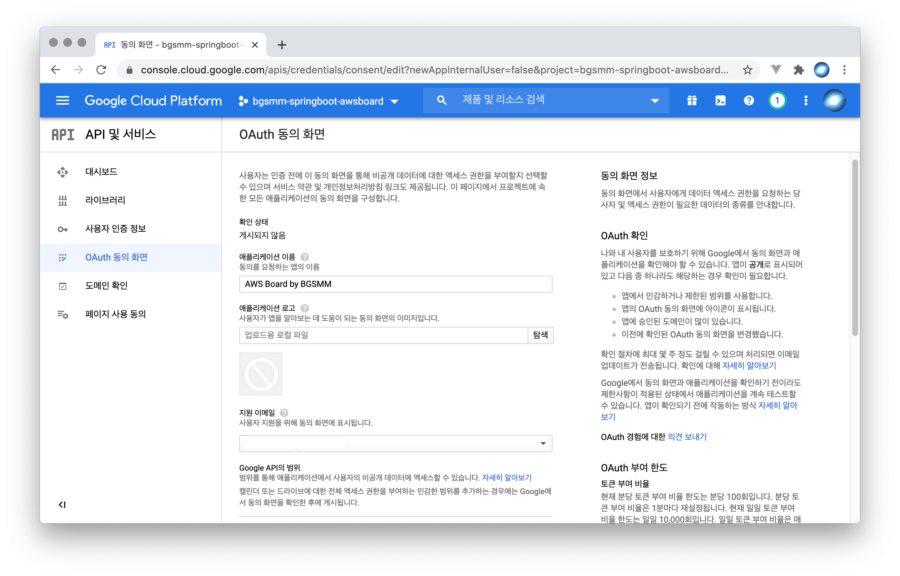 API 동의 화면 - bgsmm-springboot-
console.cloud.google.com/apis/credentials/consent/edit?newAppInternalUser=false&project=bgsmm-springboot-awsboard...
Google Cloud Platform
bgsmm-springboot-awsboard
제품 및 리소스 검색
1
API API 및 서비스
OAuth 동의 화면
대시보드
라이브러리
사용자 인증 정보
OAuth 동의 화면
도메인 확인
페이지 사용 동의
사용자는 인증 전에 이 동의 화면을 통해 비공개 데이터에 대한 액세스 권한을 부여할지 선택할
수 있으며 서비스 약관 및 개인정보처리방침 링크도 제공됩니다. 이 페이지에서 프로젝트에 속
한 모든 애플리케이션의 동의 화면을 구성합니다.
확인 상태
게시되지 않음
애플리케이션 이름 ?
동의를 요청하는 앱의 이름
AWS Board by BGSMM
애플리케이션 로고 ?
사용자가 앱을 알아보는 데 도움이 되는 동의 화면의 이미지입니다.
업로드용 로컬 파일
탐색
지원 이메일 ?
사용자 지원을 위해 동의 화면에 표시됩니다.
Google API의 범위
범위를 통해 애플리케이션에서 사용자의 비공개 데이터에 액세스할 수 있습니다. 자세히 알아보기
캘린더 또는 드라이브에 대한 전체 액세스 권한을 부여하는 민감한 범위를 추가하는 경우에는 Google에
서 동의 화면을 확인한 후에 게시됩니다.
동의 화면 정보
동의 화면에서 사용자에게 데이터 액세스 권한을 요청하는 당
사자 및 액세스 권한이 필요한 데이터의 종류를 안내합니다.
OAuth 확인
나와 내 사용자를 보호하기 위해 Google에서 동의 화면과 애
플리케이션을 확인해야 할 수 있습니다. 앱이 공개로 표시되어
있고 다음 중 하나라도 해당하는 경우 확인이 필요합니다.
앱에서 민감하거나 제한된 범위를 사용합니다.
앱의 OAuth 동의 화면에 아이콘이 표시됩니다.
앱에 승인된 도메인이 많이 있습니다.
이전에 확인된 OAuth 동의 화면을 변경했습니다.
확인 절차에 최대 몇 주 정도 걸릴 수 있으며 처리되면 이메일
업데이트가 전송됩니다. 확인에 대해 자세히 알아보기
Google에서 동의 화면과 애플리케이션을 확인하기 전이라도
제한사항이 적용된 상태에서 애플리케이션을 계속 테스트할
수 있습니다. 앱이 확인되기 전에 작동하는 방식 자세히 알아
보기
OAuth 경험에 대한 의견 보내기
OAuth 부여 한도
토큰 부여 비율
현재 분당 토큰 부여 비율 한도는 분당 100회입니다. 분당 토
큰 부여 비율은 1분마다 재설정됩니다. 현재 일일 토큰 부여
비율 한도는 일일 10,000회입니다. 일일 토큰 부여 비율은 매